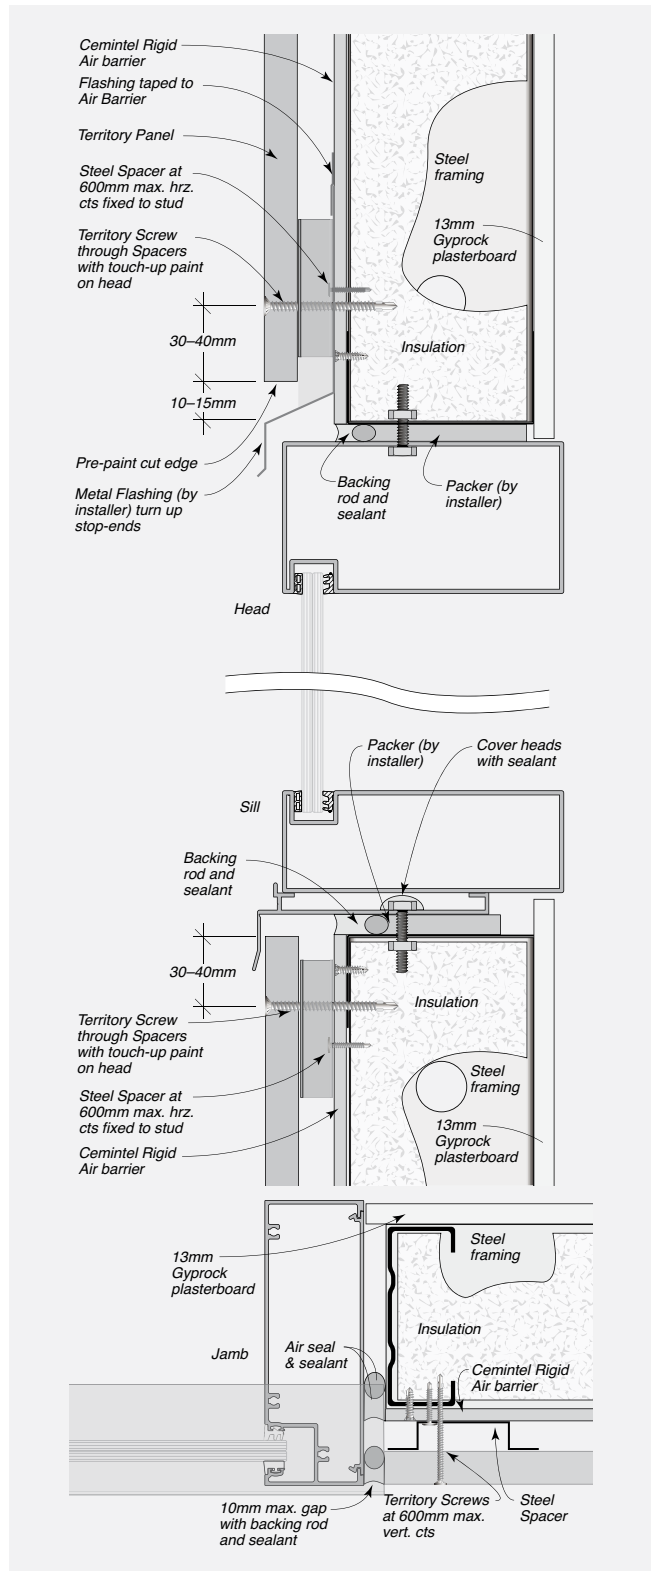 Cemintel Rigid
Air barrier
Flashing taped to
Air Barrier
Territory Panel
Steel Spacer at
600mm max. hrz.
cts fixed to stud
Territory Screw
through Spacers
with touch-up paint
on head
30–40mm
10–15mm
Pre-paint cut edge
Metal Flashing (by
installer) turn up
stop-ends
Steel
framing
13mm
Gyprock
plasterboard
Insulation
Backing
rod and
sealant
Packer (by
installer)
Head
Packer (by
installer)
Cover heads
with sealant
Sill
Backing
rod and
sealant
30–40mm
Insulation
Territory Screw
through Spacers
with touch-up paint
on head
Steel Spacer at
600mm max. hrz.
cts fixed to stud
Cemintel Rigid
Air barrier
Steel
framing
13mm
Gyprock
plasterboard
13mm
Gyprock
plasterboard
Steel
framing
Insulation
Jamb
Air seal
& sealant
Cemintel Rigid
Air barrier
10mm max. gap
with backing rod
and sealant
Territory Screws
at 600mm max.
vert. cts
Steel
Spacer